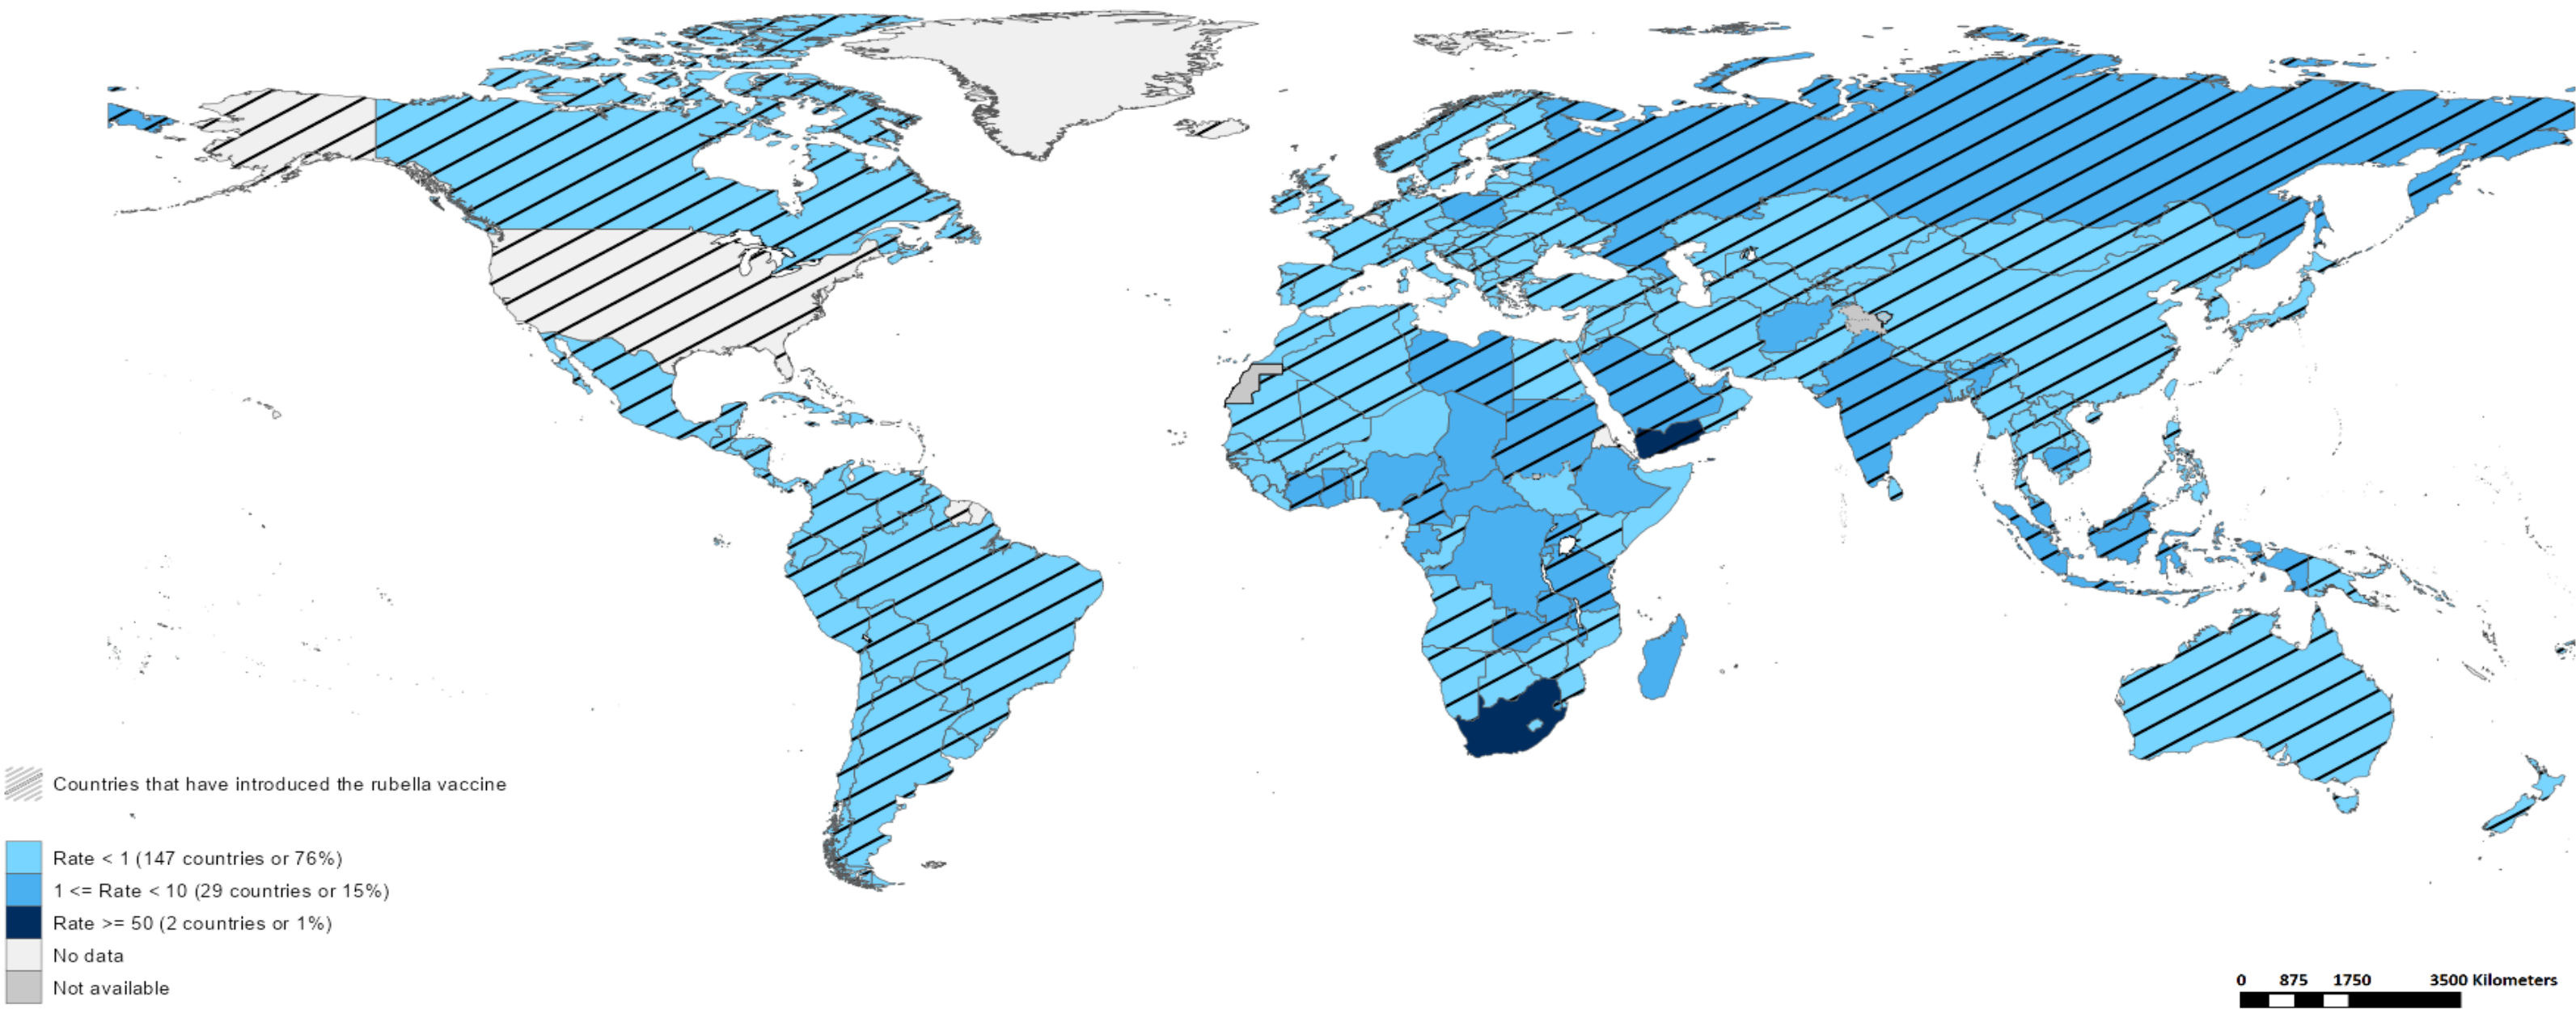 Countries that have introduced the rubella vaccine
Rate < 1 (147 countries or 76%)
1 <= Rate < 10 (29 countries or 15%)
Rate >= 50 (2 countries or 1%)
No data
Not available
0 875 1750 3500 Kilometers